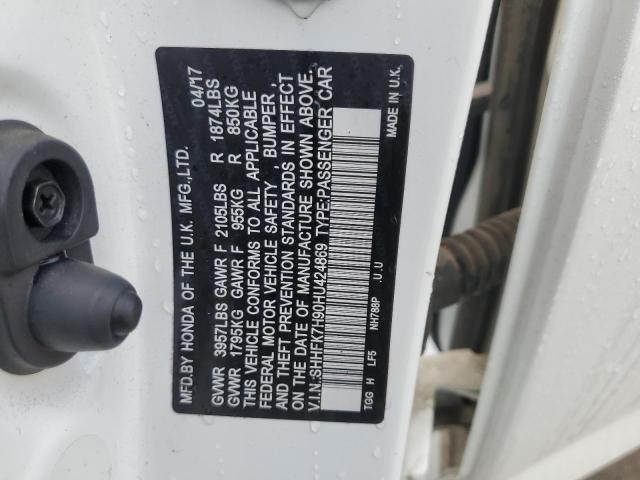 MFD.BY HONDA OF THE U.K. MFG.,LTD. 04/17
GVWR 3957LBS GAWR F 2105LBS R 1874LBS
GVWR 1795KG GAWR F 955KG R 850KG
THIS VEHICLE CONFORMS TO ALL APPLICABLE
FEDERAL MOTOR VEHICLE SAFETY , BUMPER ,
AND THEFT PREVENTION STANDARDS IN EFFECT
ON THE DATE OF MANUFACTURE SHOWN ABOVE.
V.I.N.:SHHFK7H90HU424869 TYPE:PASSENGER CAR
TGG H LF5 NH788P .U.U MADE IN U.K.